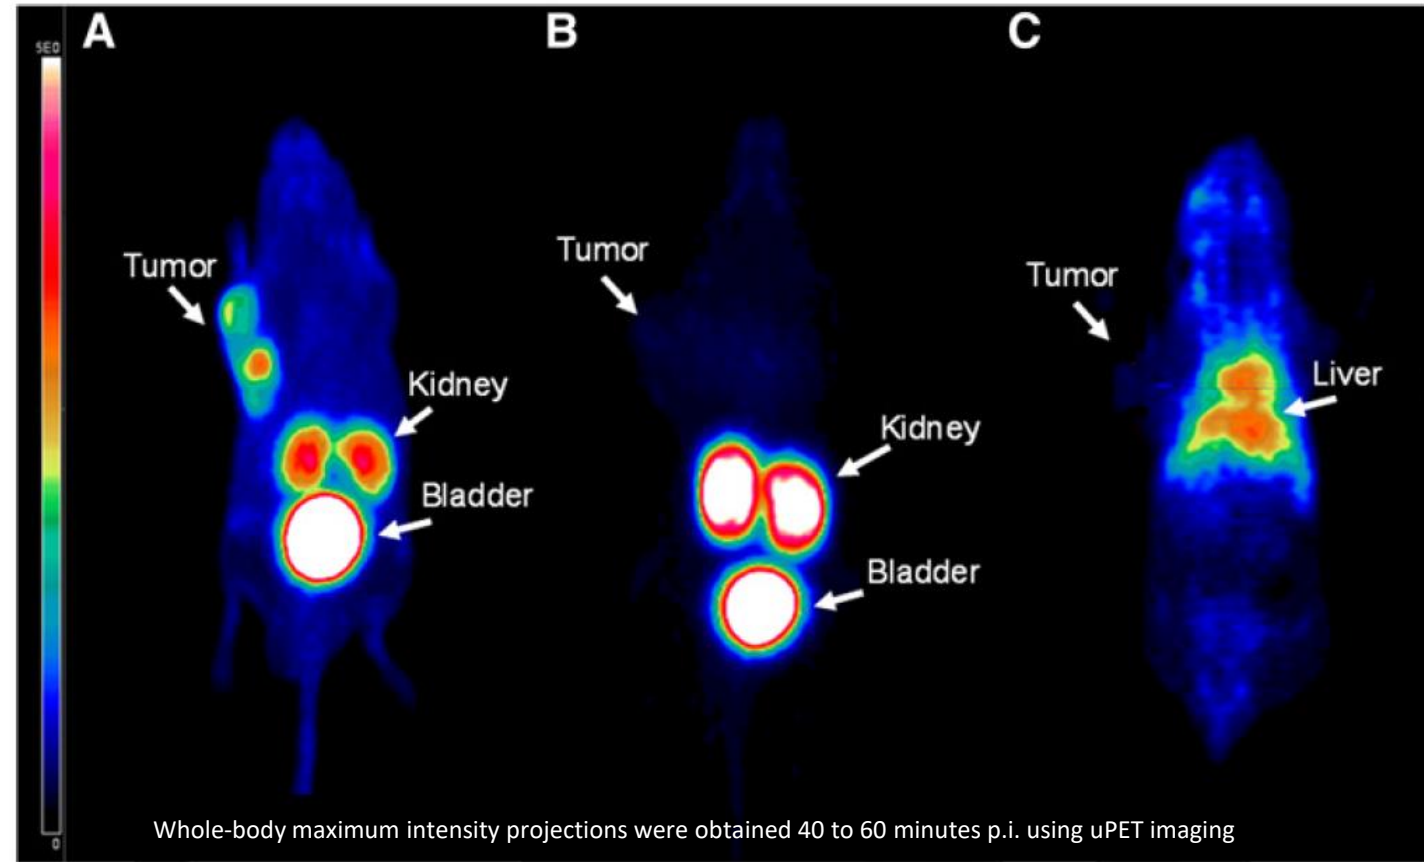 A
B
C
5E0
Tumor
Kidney
Bladder
Tumor
Kidney
Bladder
Tumor
Liver
0
Whole-body maximum intensity projections were obtained 40 to 60 minutes p.i. using uPET imaging